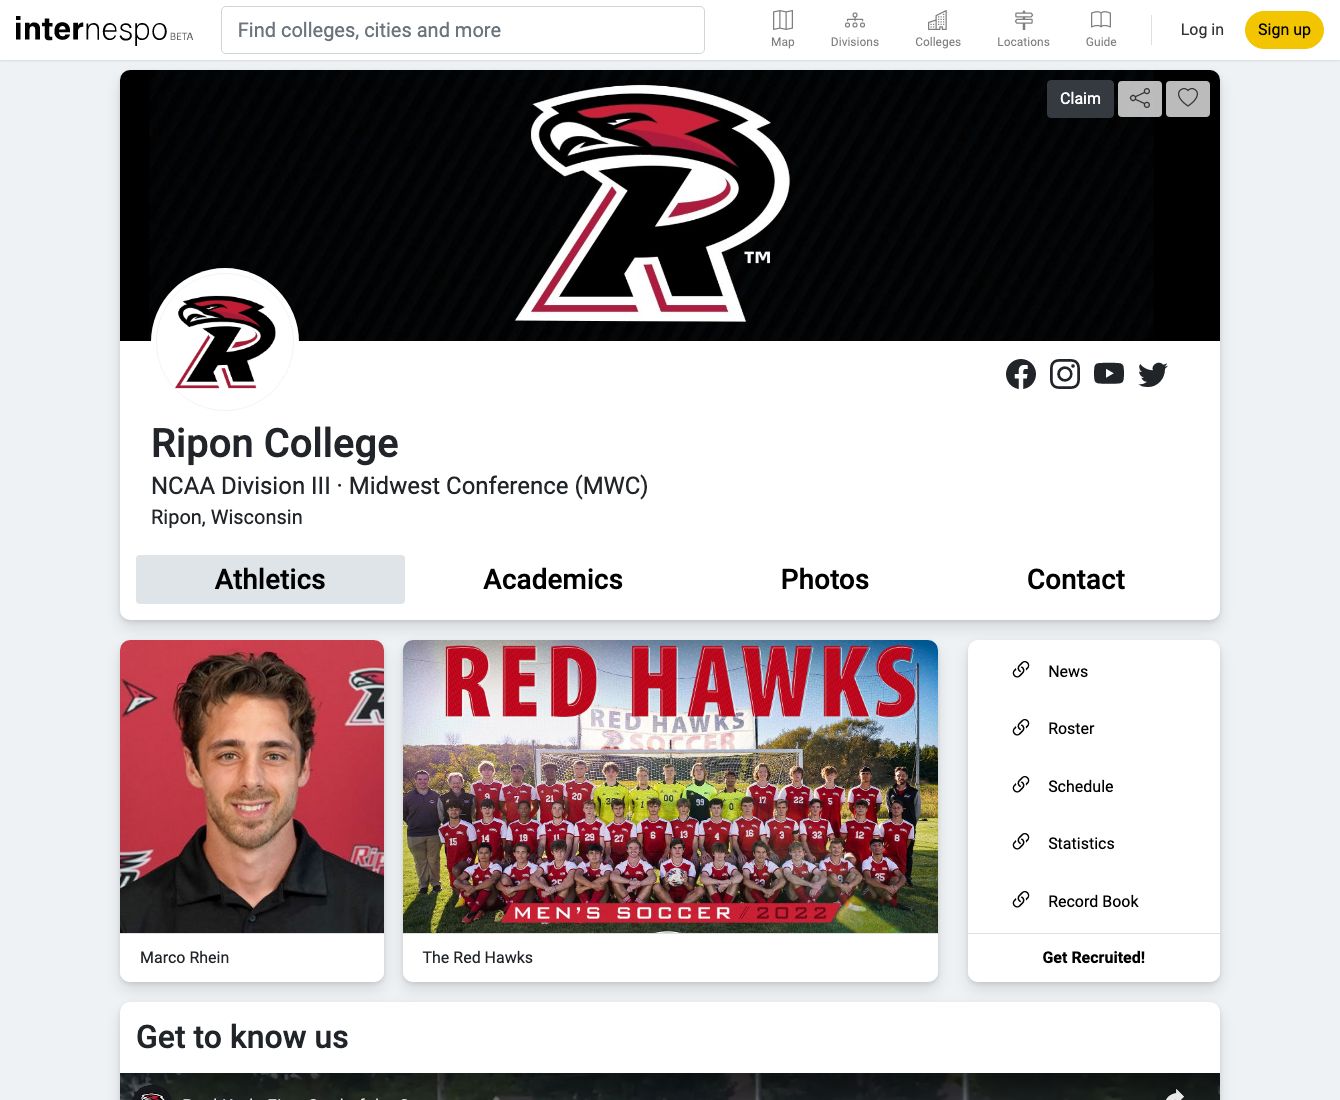 internespo BETA
Find colleges, cities and more
Map
Divisions
Colleges
Locations
Guide
Log in
Sign up
Claim
TM
Ripon College
NCAA Division III · Midwest Conference (MWC)
Ripon, Wisconsin
Athletics
Academics
Photos
Contact
RED HAWKS
RED HAWKS
SOCCER
MEN'S SOCCER // 2022
Marco Rhein
The Red Hawks
News
Roster
Schedule
Statistics
Record Book
Get Recruited!
Get to know us